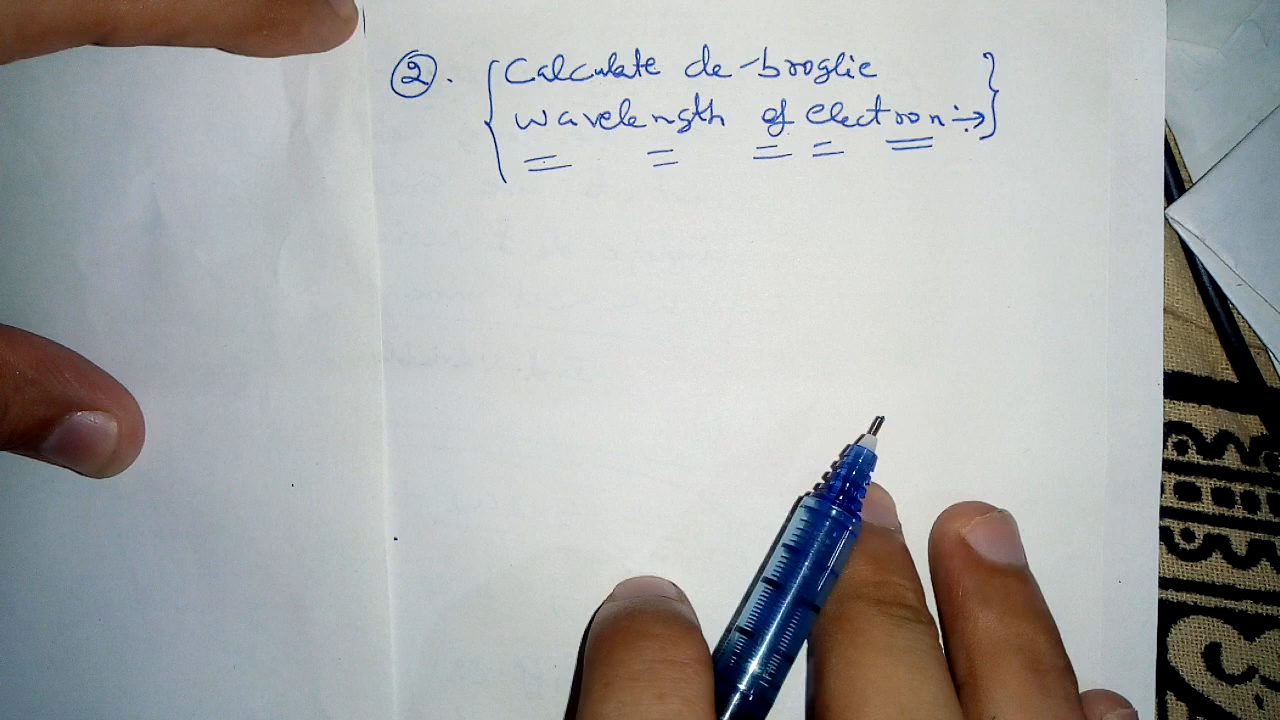 ②. { Calculate de-broglie
wavelength of electron :→ }